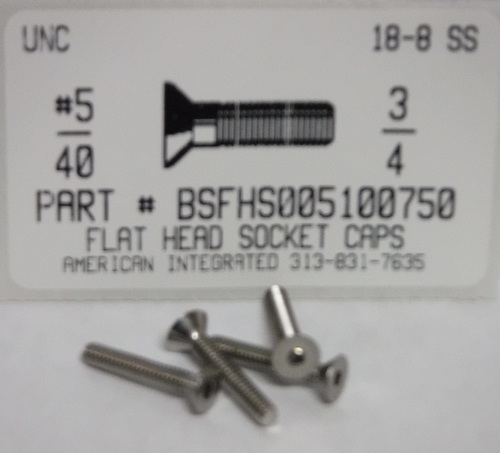 UNC 18-8 SS
#5/40 3/4
PART # BSFHS005100750
FLAT HEAD SOCKET CAPS
AMERICAN INTEGRATED 313-831-7635